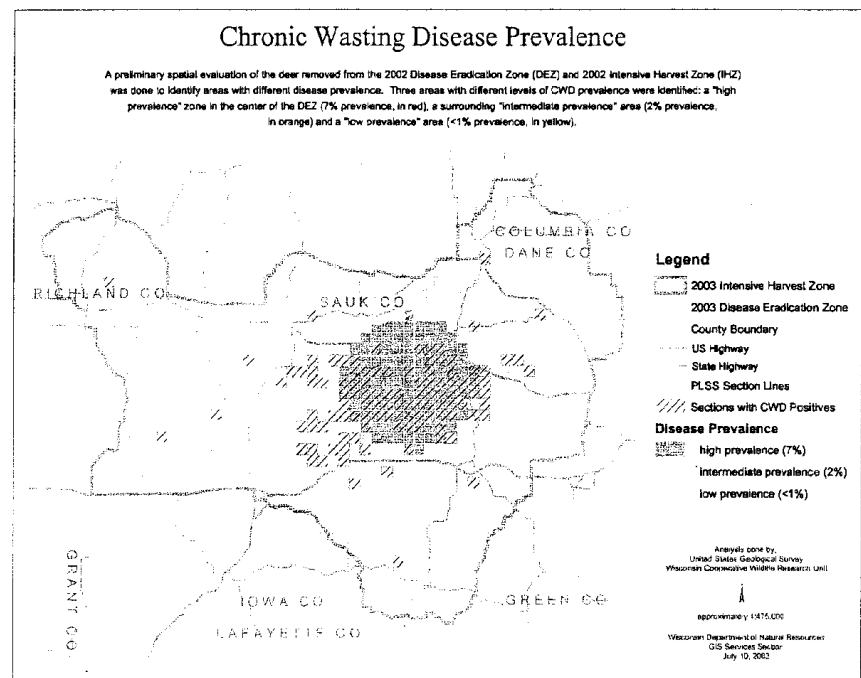 Chronic Wasting Disease Prevalence
A preliminary spatial evaluation of the deer removed from the 2002 Disease Eradication Zone (DEZ) and 2002 Intensive Harvest Zone (IHZ)
was done to identify areas with different disease prevalence. Three areas with different levels of CWD prevalence were identified: a "high
prevalence" zone in the center of the DEZ (7% prevalence, in red), a surrounding "intermediate prevalence" area (2% prevalence,
in orange) and a "low prevalence" area (<1% prevalence, in yellow).
COLUMBIA CO
DANE CO
RICHLAND CO
SAUK CO
Legend
2003 Intensive Harvest Zone
2003 Disease Eradication Zone
County Boundary
US Highway
State Highway
PLSS Section Lines
Sections with CWD Positives
Disease Prevalence
high prevalence (7%)
intermediate prevalence (2%)
low prevalence (<1%)
GRANT CO
IOWA CO
GREEN CO
LAFAYETTE CO
Analysis done by,
United States Geological Survey
Wisconsin Cooperative Wildlife Research Unit
approximately 1:475,000
Wisconsin Department of Natural Resources
GIS Services Section
July 10, 2003